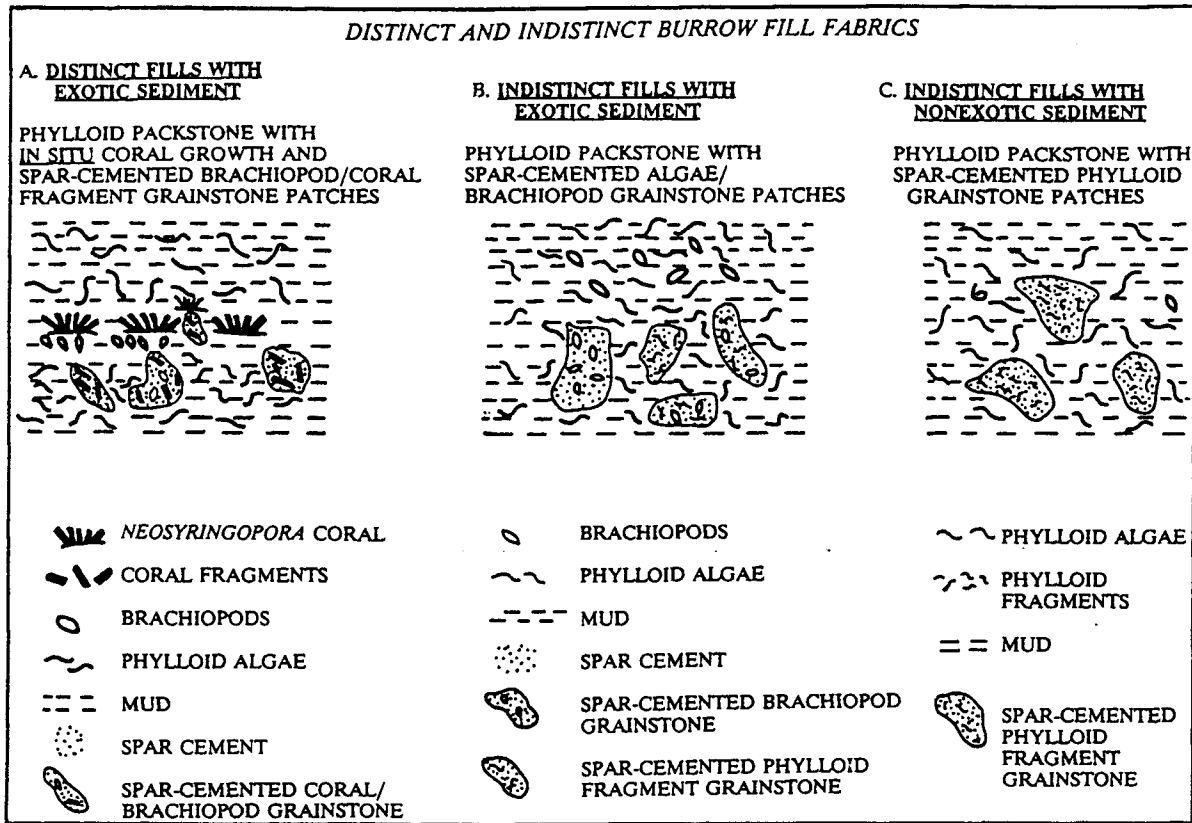 DISTINCT AND INDISTINCT BURROW FILL FABRICS
A. DISTINCT FILLS WITH
EXOTIC SEDIMENT
PHYLLOID PACKSTONE WITH
IN SITU CORAL GROWTH AND
SPAR-CEMENTED BRACHIOPOD/CORAL
FRAGMENT GRAINSTONE PATCHES
NEOSYRINGOPORA CORAL
CORAL FRAGMENTS
BRACHIOPODS
PHYLLOID ALGAE
MUD
SPAR CEMENT
SPAR-CEMENTED CORAL/
BRACHIOPOD GRAINSTONE
B. INDISTINCT FILLS WITH
EXOTIC SEDIMENT
PHYLLOID PACKSTONE WITH
SPAR-CEMENTED ALGAE/
BRACHIOPOD GRAINSTONE PATCHES
BRACHIOPODS
PHYLLOID ALGAE
MUD
SPAR CEMENT
SPAR-CEMENTED BRACHIOPOD
GRAINSTONE
SPAR-CEMENTED PHYLLOID
FRAGMENT GRAINSTONE
C. INDISTINCT FILLS WITH
NONEXOTIC SEDIMENT
PHYLLOID PACKSTONE WITH
SPAR-CEMENTED PHYLLOID
GRAINSTONE PATCHES
PHYLLOID ALGAE
PHYLLOID
FRAGMENTS
MUD
SPAR-CEMENTED
PHYLLOID
FRAGMENT
GRAINSTONE